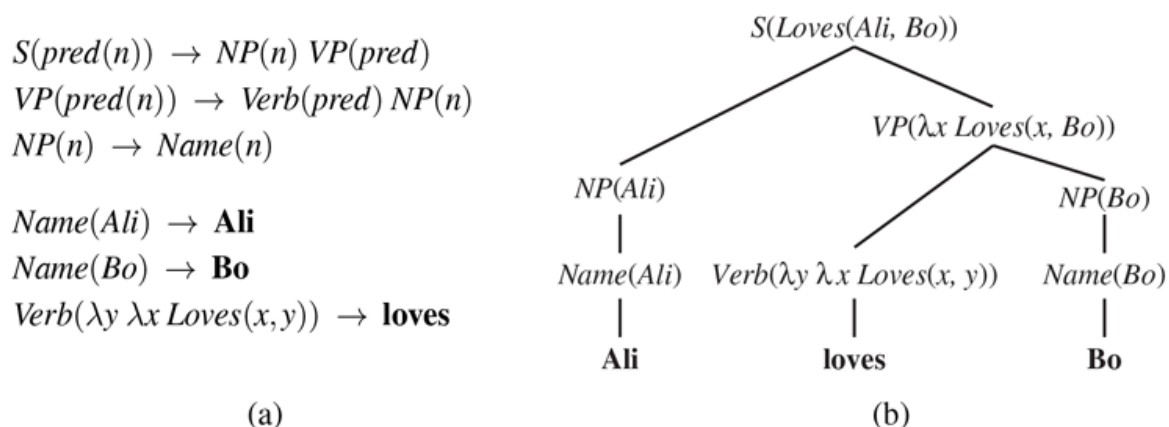 S(pred(n)) → NP(n) VP(pred)
VP(pred(n)) → Verb(pred) NP(n)
NP(n) → Name(n)
Name(Ali) → Ali
Name(Bo) → Bo
Verb(λy λx Loves(x,y)) → loves
(a)
S(Loves(Ali, Bo))
VP(λx Loves(x, Bo))
NP(Ali)
NP(Bo)
Name(Ali) Verb(λy λx Loves(x, y)) Name(Bo)
Ali loves Bo
(b)